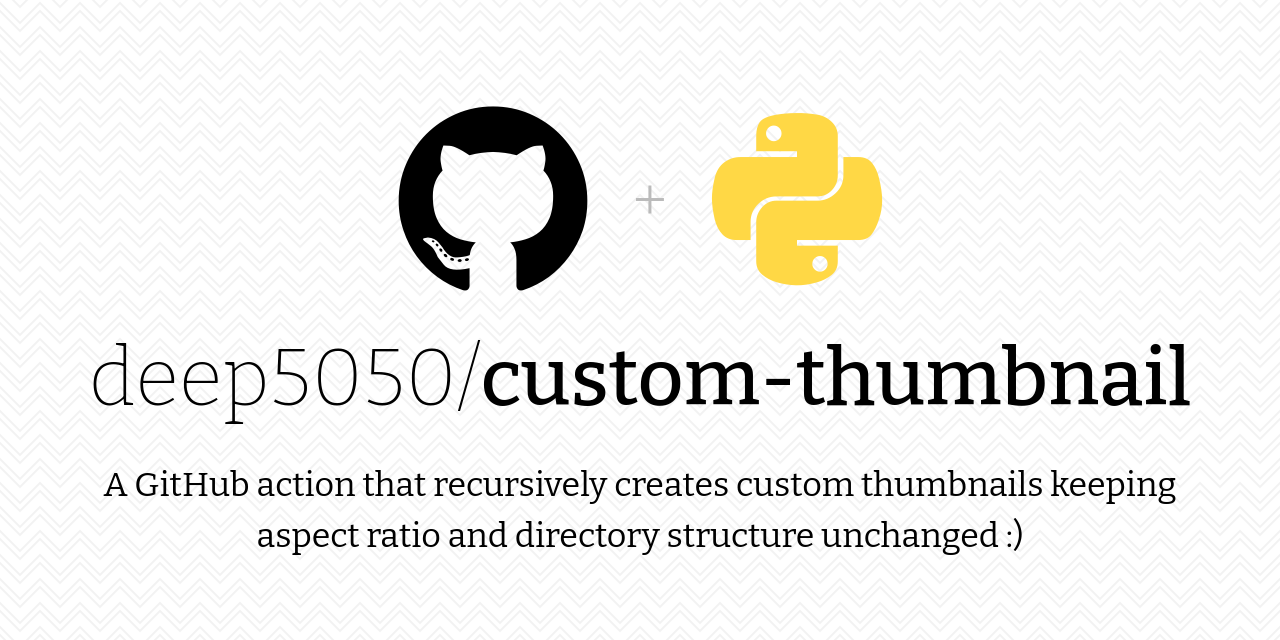 +
deep5050/custom-thumbnail
A GitHub action that recursively creates custom thumbnails keeping
aspect ratio and directory structure unchanged :)